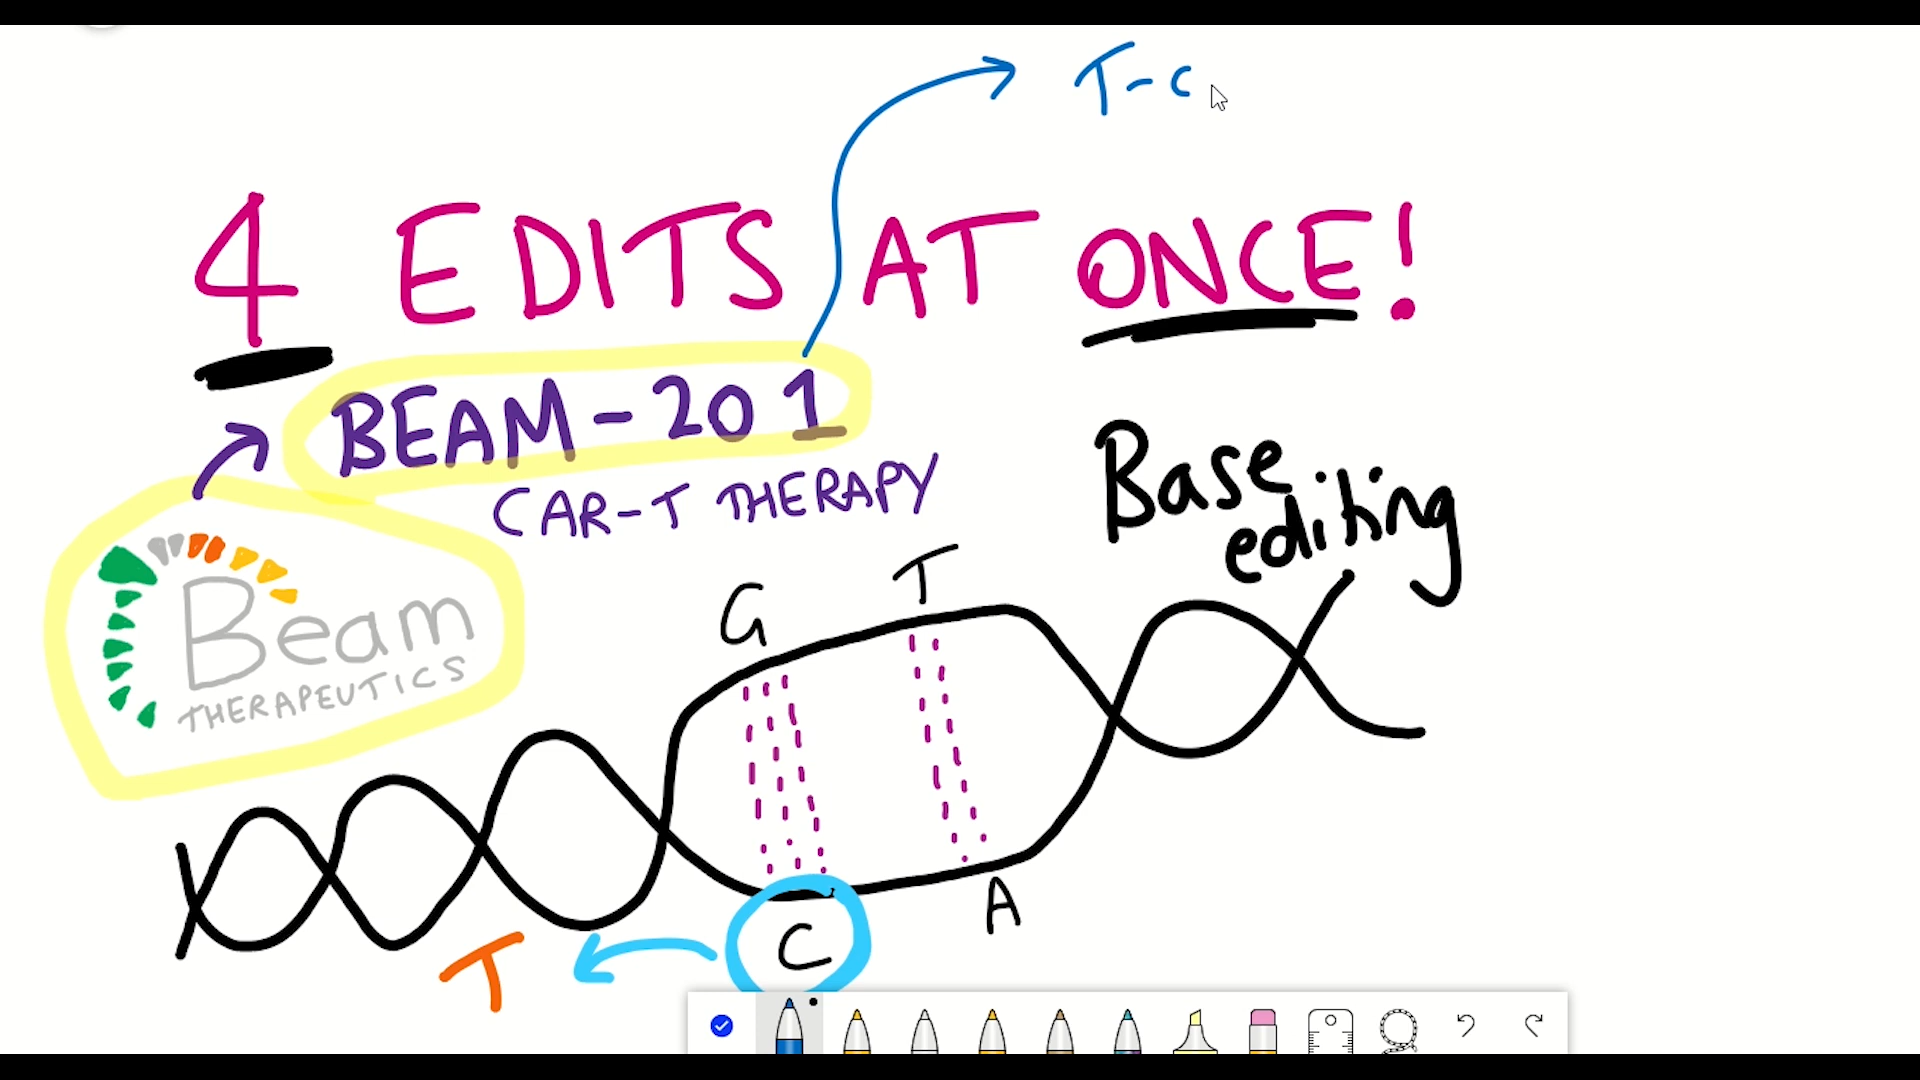 T-c
4 EDITS AT ONCE!
BEAM-201
CAR-T THERAPY
Base
editing
Beam
THERAPEUTICS
G T
C A
T